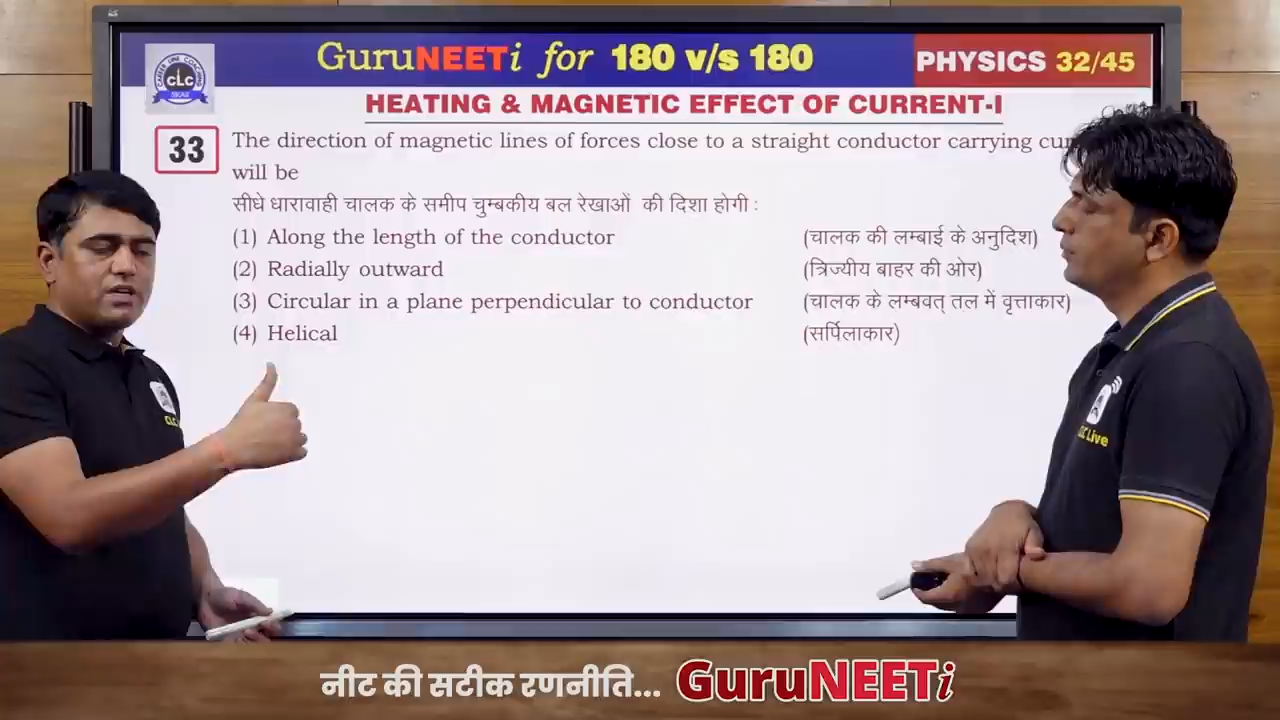 GuruNEETi for 180 v/s 180
PHYSICS 32/45
CLC
SIKAR
HEATING & MAGNETIC EFFECT OF CURRENT-I
33
The direction of magnetic lines of forces close to a straight conductor carrying
will be
सीधे धारावाही चालक के समीप चुम्बकीय बल रेखाओं की दिशा होगी :
(1) Along the length of the conductor (चालक की लम्बाई के अनुदिश)
(2) Radially outward (त्रिज्यीय बाहर की ओर)
(3) Circular in a plane perpendicular to conductor (चालक के लम्बवत् तल में वृत्ताकार)
(4) Helical (सर्पिलाकार)
CLC Live
नीट की सटीक रणनीति... GuruNEETi